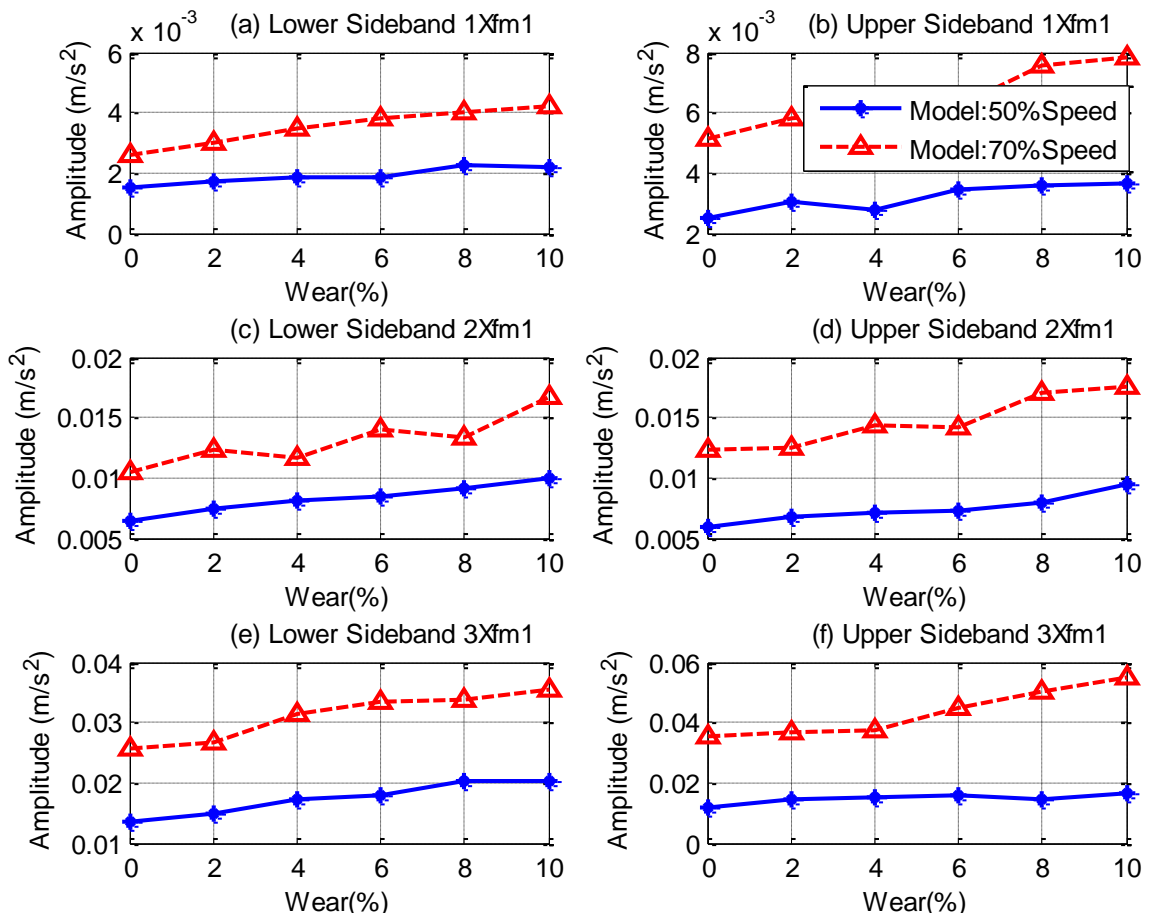 x 10⁻³
(a) Lower Sideband 1Xfm1
Amplitude (m/s²)
6
4
2
0
0 2 4 6 8 10
Wear(%)
x 10⁻³
(b) Upper Sideband 1Xfm1
Amplitude (m/s²)
8
6
4
2
Model:50%Speed
Model:70%Speed
0 2 4 6 8 10
Wear(%)
(c) Lower Sideband 2Xfm1
Amplitude (m/s²)
0.02
0.015
0.01
0.005
0 2 4 6 8 10
Wear(%)
(d) Upper Sideband 2Xfm1
Amplitude (m/s²)
0.02
0.015
0.01
0.005
0 2 4 6 8 10
Wear(%)
(e) Lower Sideband 3Xfm1
Amplitude (m/s²)
0.04
0.03
0.02
0.01
0 2 4 6 8 10
Wear(%)
(f) Upper Sideband 3Xfm1
Amplitude (m/s²)
0.06
0.04
0.02
0
0 2 4 6 8 10
Wear(%)